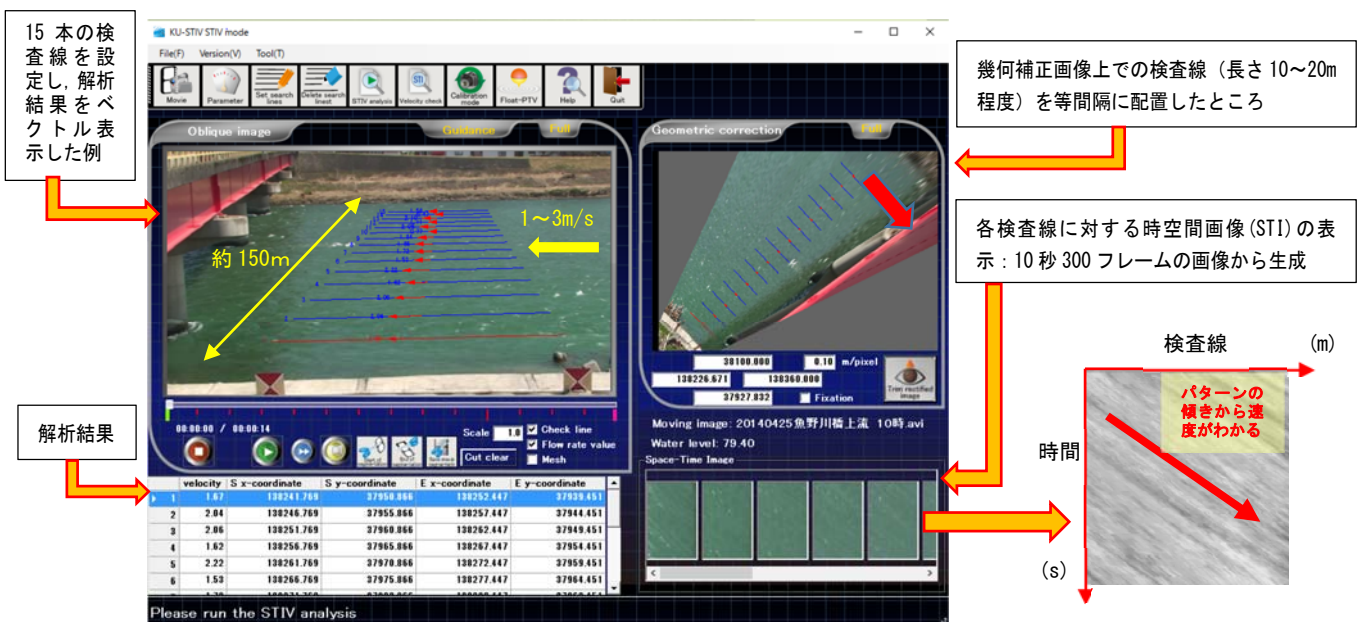 15 本の検
査線を設
定し,解析
結果をベ
クトル表
示した例
KU-STIV STIV mode
File(F) Version(V) Tool(T)
Movie Parameter Set search lines Delete search linest STIV analysis Velocity check Calibration mode Float-PTV Help Quit
Oblique image Guidance Full
約 150m
1～3m/s
Geometric correction Full
幾何補正画像上での検査線（長さ 10～20m
程度）を等間隔に配置したところ
各検査線に対する時空間画像(STI)の表
示：10 秒 300 フレームの画像から生成
38100.000 0.10 m/pixel
138226.671 138360.000
37927.832 Fixation
Trim rectified
image
00:00:00 / 00:00:14
Scale 1.0 Check line
Flow rate value
Cut clear Mesh
Moving image: 20140425魚野川橋上流 10時.avi
Water level: 79.40
Space-Time Image
解析結果
velocity S x-coordinate S y-coordinate E x-coordinate E y-coordinate
1 1.67 138241.769 37950.866 138252.447 37939.451
2 2.04 138246.769 37955.866 138257.447 37944.451
3 2.06 138251.769 37960.866 138262.447 37949.451
4 1.62 138256.769 37965.866 138267.447 37954.451
5 2.22 138261.769 37970.866 138272.447 37959.451
6 1.53 138266.769 37975.866 138277.447 37964.451
Please run the STIV analysis
検査線 (m)
パターンの
傾きから速
度がわかる
時間
(s)